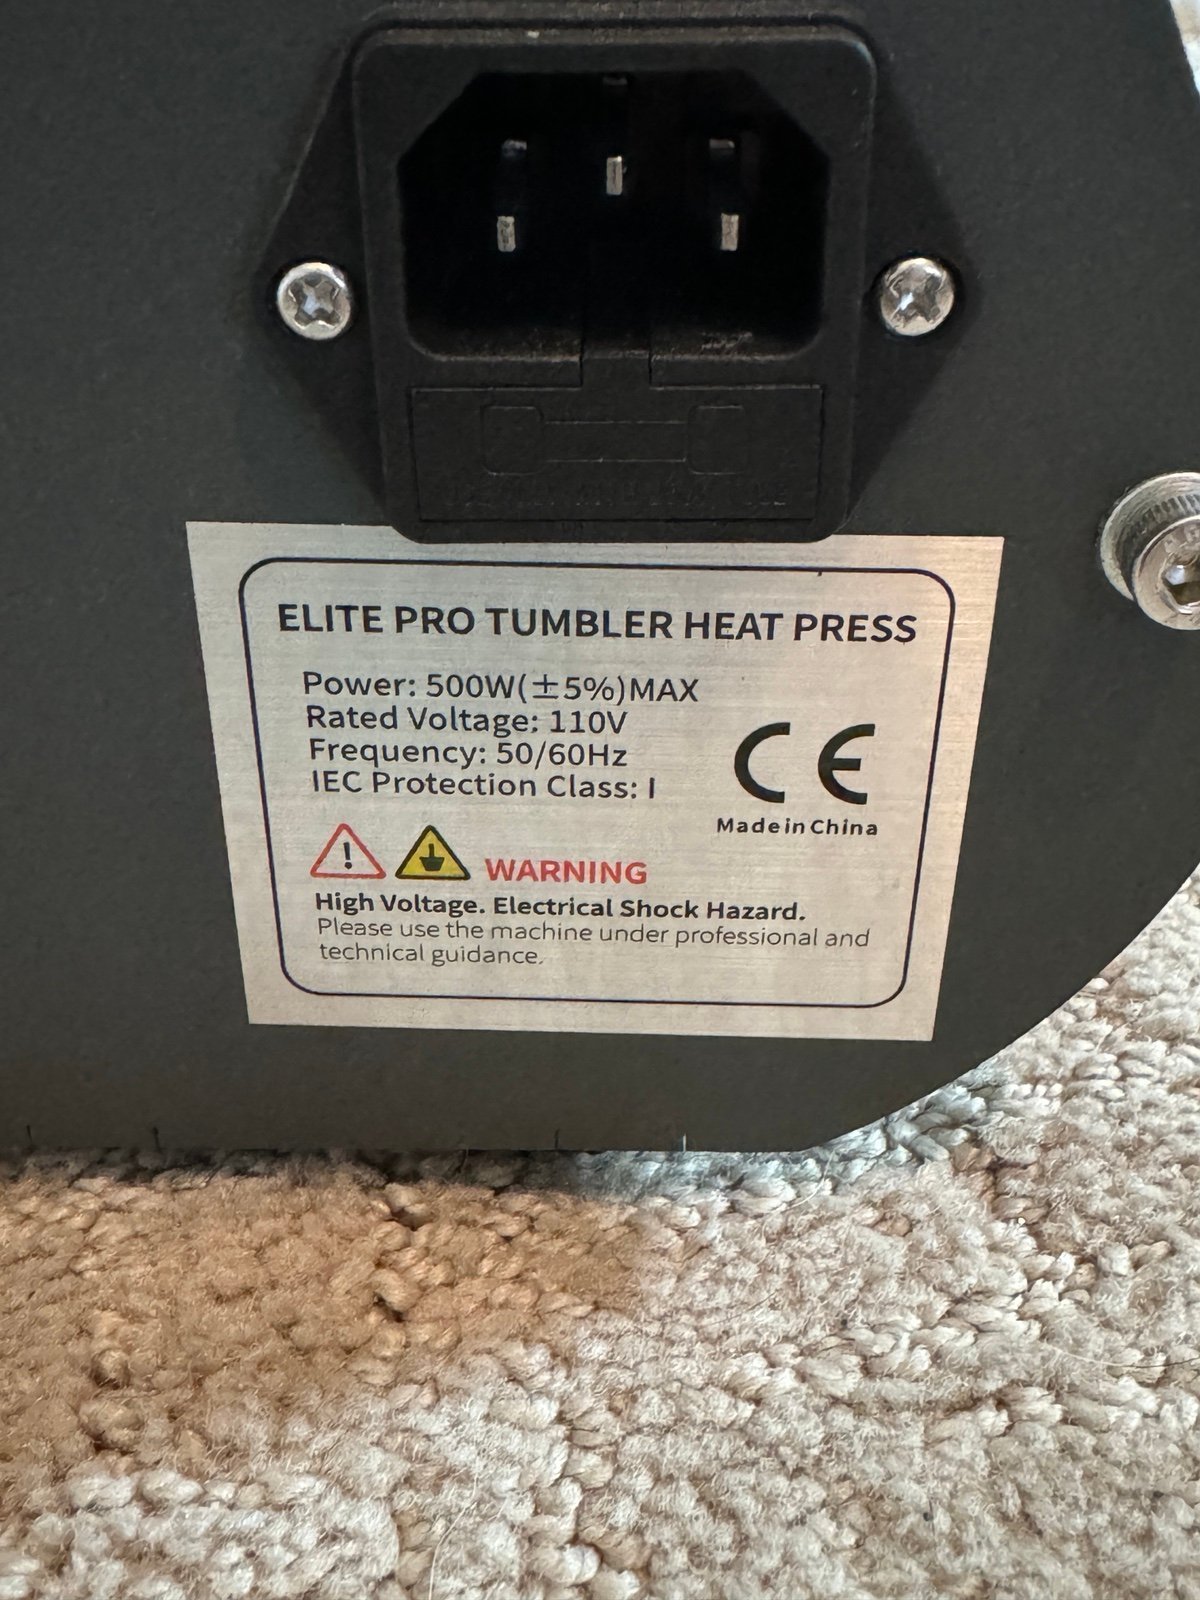 ELITE PRO TUMBLER HEAT PRESS
Power: 500W(±5%)MAX
Rated Voltage: 110V
Frequency: 50/60Hz
IEC Protection Class: I
CE
Made in China
WARNING
High Voltage. Electrical Shock Hazard.
Please use the machine under professional and
technical guidance.